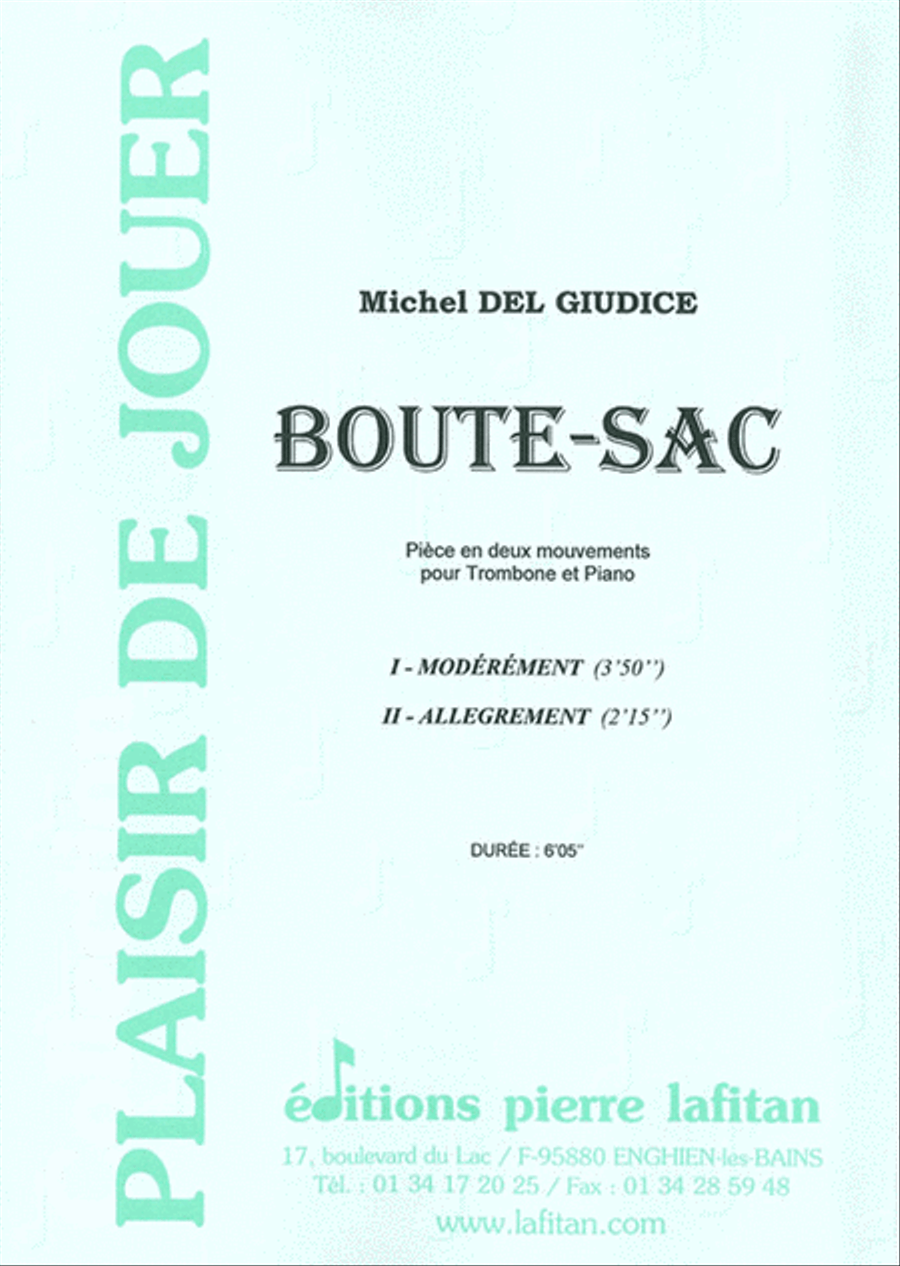 PLAISIR DE JOUER
Michel DEL GIUDICE
BOUTE-SAC
Pièce en deux mouvements
pour Trombone et Piano
I - MODÉRÉMENT (3'50'')
II - ALLEGREMENT (2'15'')
DURÉE : 6'05''
éditions pierre lafitan
17, boulevard du Lac / F-95880 ENGHIEN-les-BAINS
Tél. : 01 34 17 20 25 / Fax : 01 34 28 59 48
www.lafitan.com